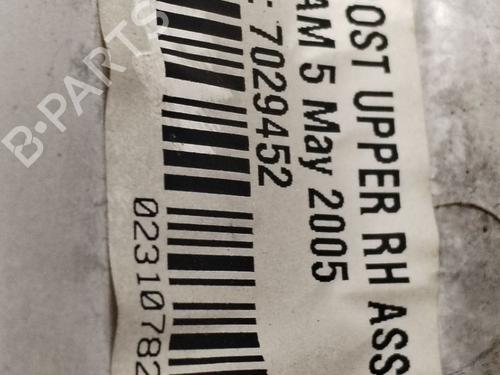 OST UPPER RH ASS
AM 5 May 2005
: 7029452
02310782
B-PARTS